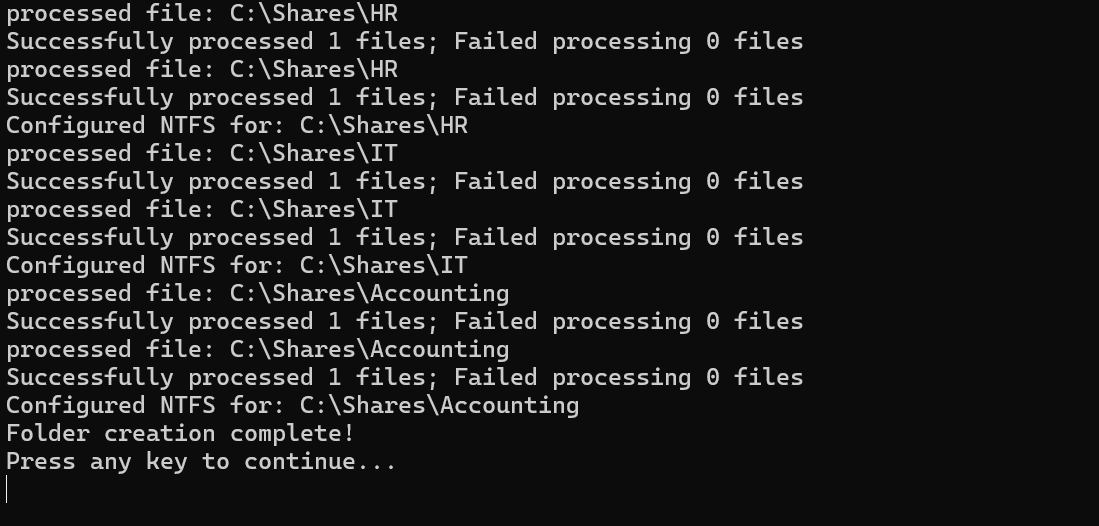 processed file: C:\Shares\HR
Successfully processed 1 files; Failed processing 0 files
processed file: C:\Shares\HR
Successfully processed 1 files; Failed processing 0 files
Configured NTFS for: C:\Shares\HR
processed file: C:\Shares\IT
Successfully processed 1 files; Failed processing 0 files
processed file: C:\Shares\IT
Successfully processed 1 files; Failed processing 0 files
Configured NTFS for: C:\Shares\IT
processed file: C:\Shares\Accounting
Successfully processed 1 files; Failed processing 0 files
processed file: C:\Shares\Accounting
Successfully processed 1 files; Failed processing 0 files
Configured NTFS for: C:\Shares\Accounting
Folder creation complete!
Press any key to continue...